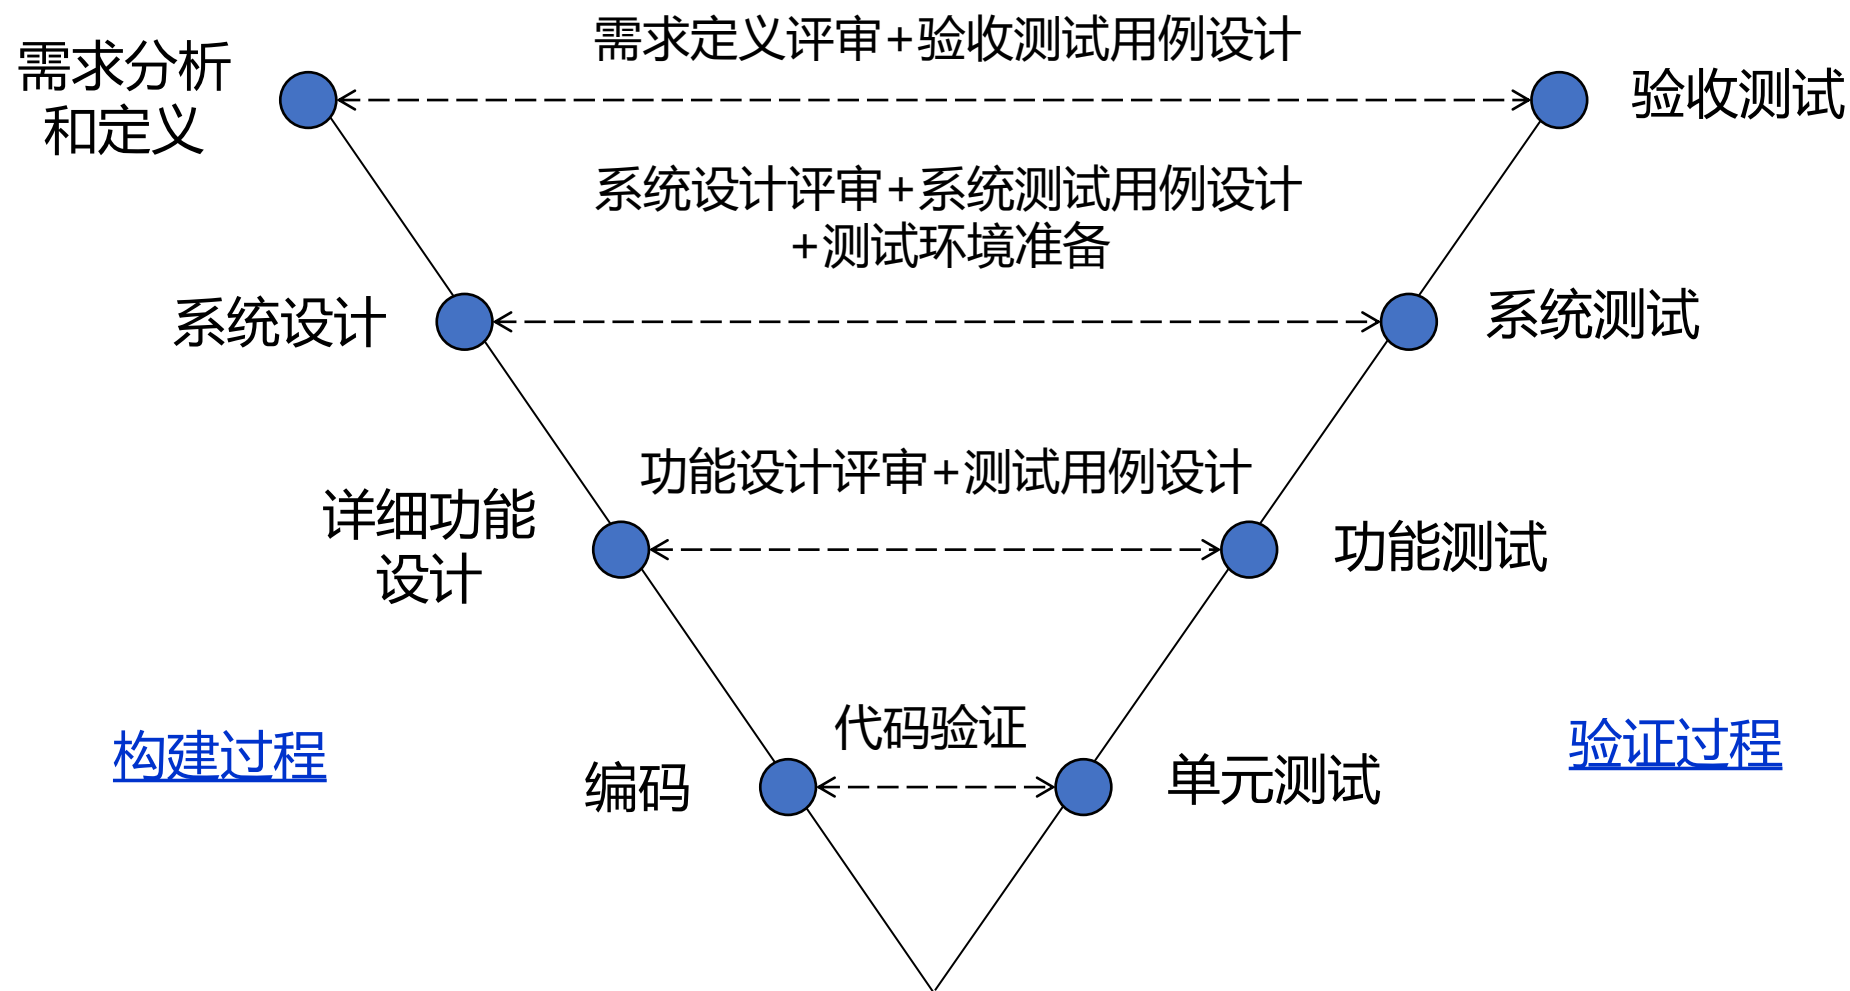 需求定义评审+验收测试用例设计
需求分析
和定义
验收测试
系统设计评审+系统测试用例设计
+测试环境准备
系统设计
系统测试
功能设计评审+测试用例设计
详细功能
设计
功能测试
代码验证
构建过程
编码
单元测试
验证过程